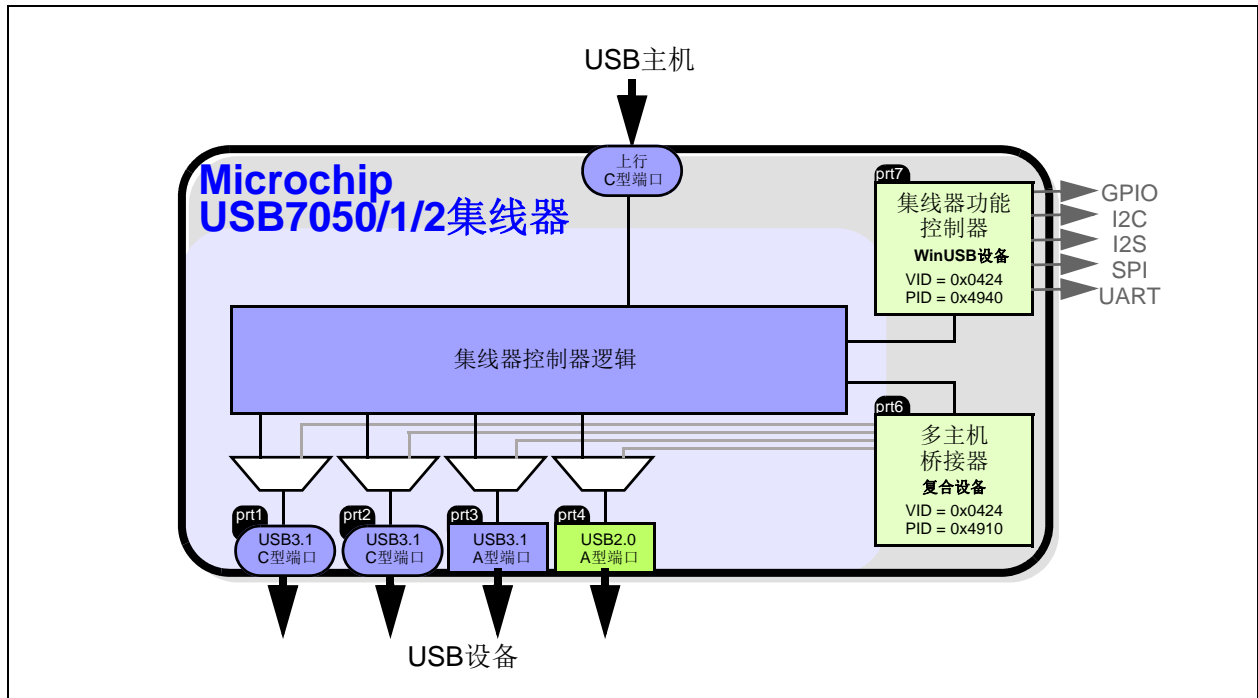 USB主机
上行
C型端口
Microchip
USB7050/1/2集线器
prt7
集线器功能
控制器
WinUSB设备
VID = 0x0424
PID = 0x4940
GPIO
I2C
I2S
SPI
UART
集线器控制器逻辑
prt6
多主机
桥接器
复合设备
VID = 0x0424
PID = 0x4910
prt1
USB3.1
C型端口
prt2
USB3.1
C型端口
prt3
USB3.1
A型端口
prt4
USB2.0
A型端口
USB设备